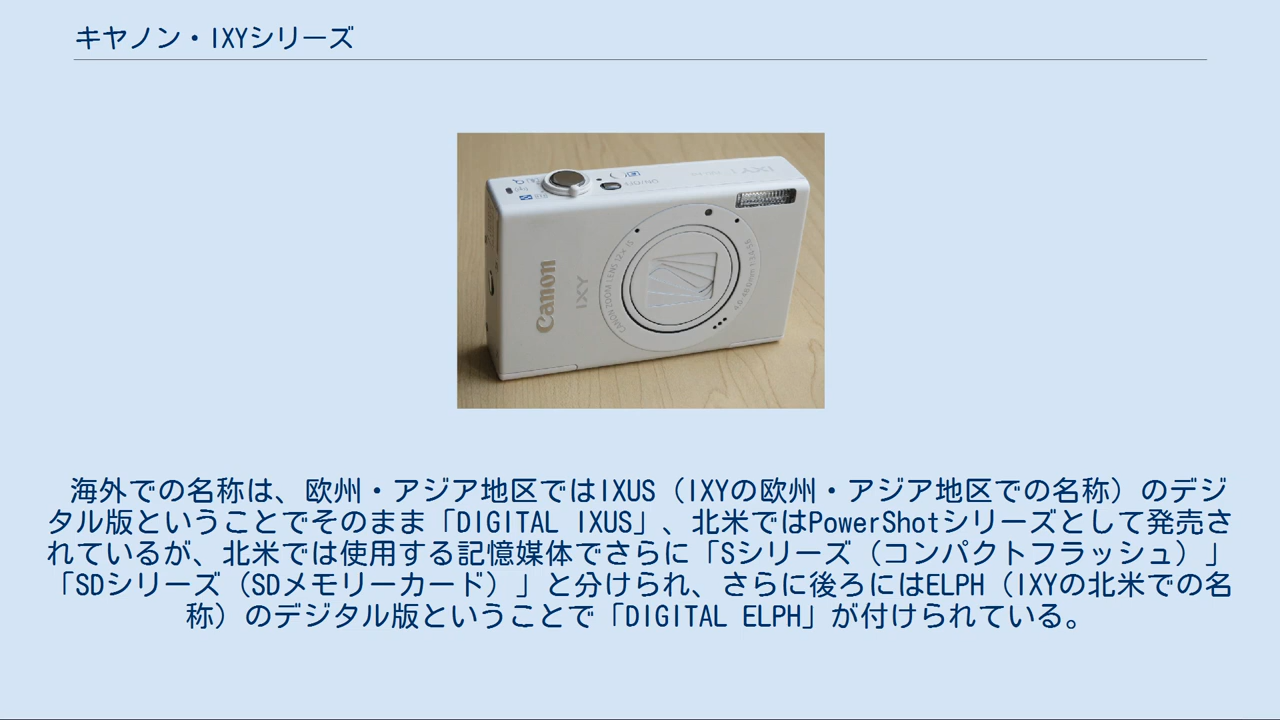 キヤノン・IXYシリーズ
Canon
IXY
CANON ZOOM LENS 12x IS
海外での名称は、欧州・アジア地区ではIXUS（IXYの欧州・アジア地区での名称）のデジ
タル版ということでそのまま「DIGITAL IXUS」、北米ではPowerShotシリーズとして発売さ
れているが、北米では使用する記憶媒体でさらに「Sシリーズ（コンパクトフラッシュ）」
「SDシリーズ（SDメモリーカード）」と分けられ、さらに後ろにはELPH（IXYの北米での名
称）のデジタル版ということで「DIGITAL ELPH」が付けられている。